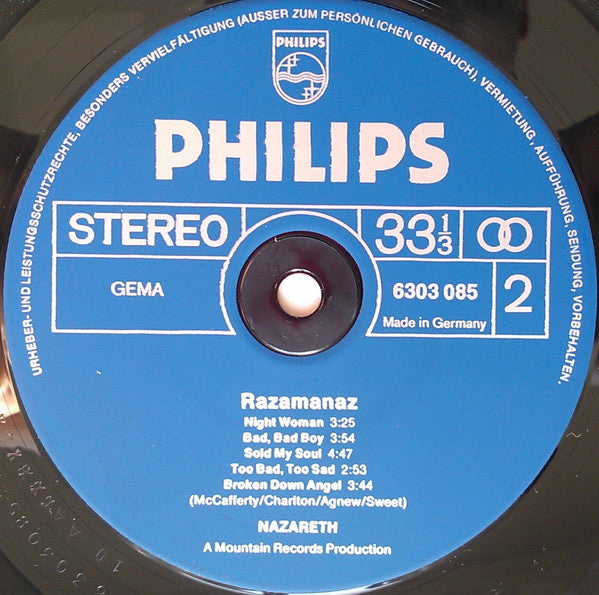 URHEBER- UND LEISTUNGSSCHUTZRECHTE, BESONDERS VERVIELFÄLTIGUNG (AUSSER ZUM PERSÖNLICHEN GEBRAUCH), VERMIETUNG, AUFFÜHRUNG, SENDUNG, VORBEHALTEN.
PHILIPS
PHILIPS
STEREO 33 1/3
GEMA 6303 085 2
Made in Germany
Razamanaz
Night Woman 3:25
Bad, Bad Boy 3:54
Sold My Soul 4:47
Too Bad, Too Sad 2:53
Broken Down Angel 3:44
(McCafferty/Charlton/Agnew/Sweet)
NAZARETH
A Mountain Records Production